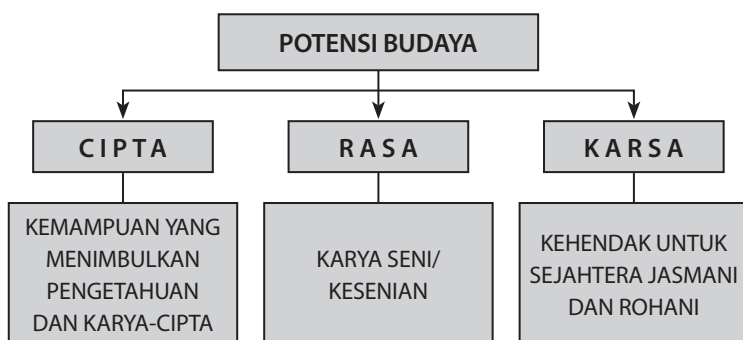 POTENSI BUDAYA
CIPTA
RASA
KARSA
KEMAMPUAN YANG
MENIMBULKAN
PENGETAHUAN
DAN KARYA-CIPTA
KARYA SENI/
KESENIAN
KEHENDAK UNTUK
SEJAHTERA JASMANI
DAN ROHANI